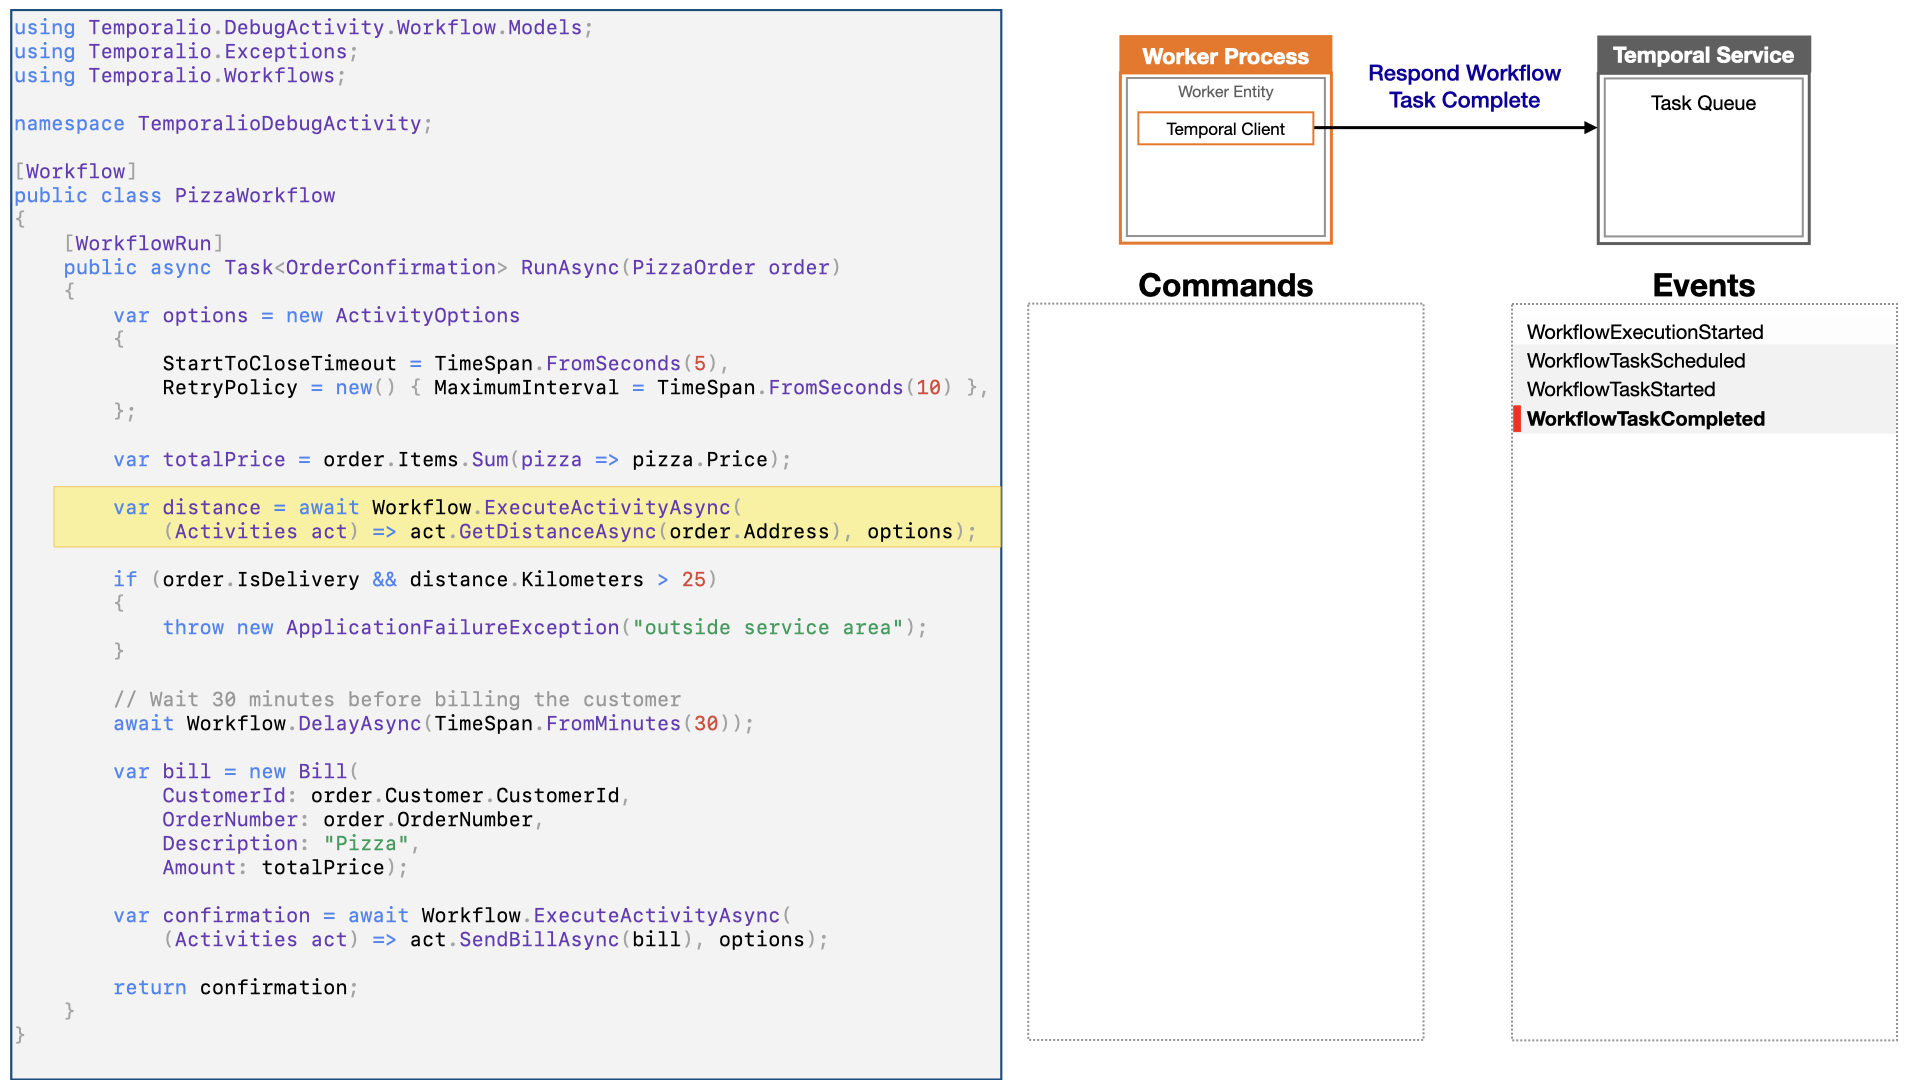 using Temporalio.DebugActivity.Workflow.Models;
using Temporalio.Exceptions;
using Temporalio.Workflows;

namespace TemporalioDebugActivity;

[Workflow]
public class PizzaWorkflow
{
    [WorkflowRun]
    public async Task<OrderConfirmation> RunAsync(PizzaOrder order)
    {
        var options = new ActivityOptions
        {
            StartToCloseTimeout = TimeSpan.FromSeconds(5),
            RetryPolicy = new() { MaximumInterval = TimeSpan.FromSeconds(10) },
        };

        var totalPrice = order.Items.Sum(pizza => pizza.Price);

        var distance = await Workflow.ExecuteActivityAsync(
            (Activities act) => act.GetDistanceAsync(order.Address), options);

        if (order.IsDelivery && distance.Kilometers > 25)
        {
            throw new ApplicationFailureException("outside service area");
        }

        // Wait 30 minutes before billing the customer
        await Workflow.DelayAsync(TimeSpan.FromMinutes(30));

        var bill = new Bill(
            CustomerId: order.Customer.CustomerId,
            OrderNumber: order.OrderNumber,
            Description: "Pizza",
            Amount: totalPrice);

        var confirmation = await Workflow.ExecuteActivityAsync(
            (Activities act) => act.SendBillAsync(bill), options);

        return confirmation;
    }
}
Worker Process
Worker Entity
Temporal Client
Respond Workflow
Task Complete
Temporal Service
Task Queue
Commands
Events
WorkflowExecutionStarted
WorkflowTaskScheduled
WorkflowTaskStarted
WorkflowTaskCompleted